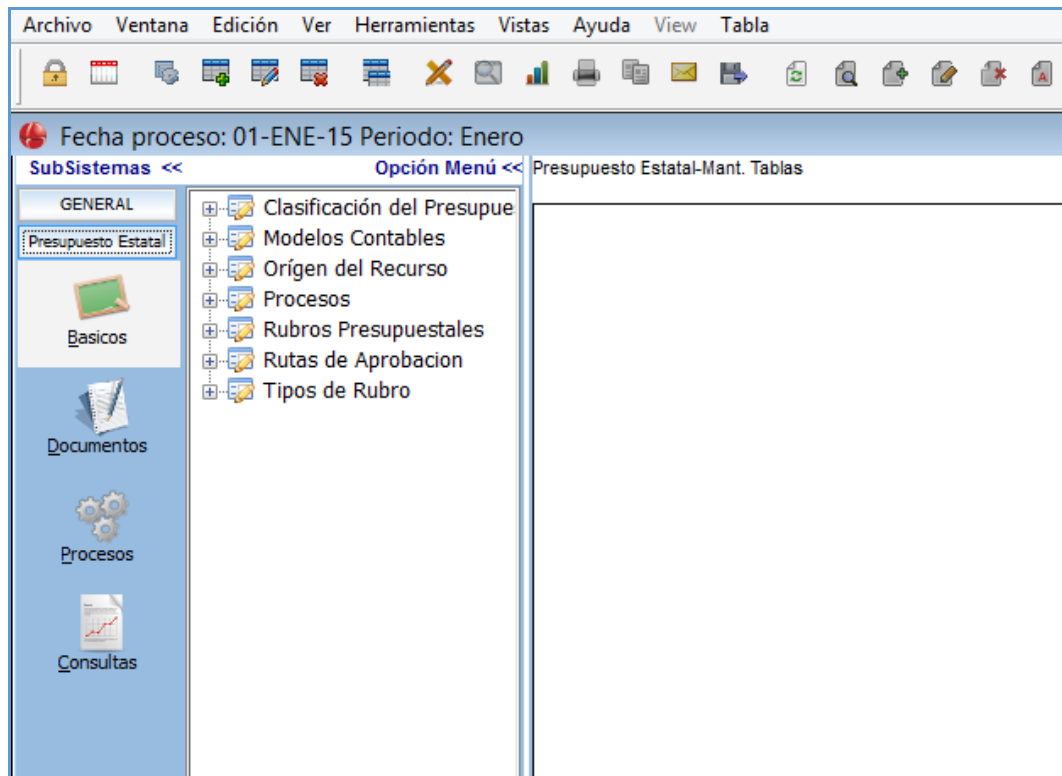 Archivo Ventana Edición Ver Herramientas Vistas Ayuda View Tabla
Fecha proceso: 01-ENE-15 Periodo: Enero
SubSistemas << Opción Menú << Presupuesto Estatal-Mant. Tablas
GENERAL
Presupuesto Estatal
Basicos
Documentos
Procesos
Consultas
Clasificación del Presupue
Modelos Contables
Orígen del Recurso
Procesos
Rubros Presupuestales
Rutas de Aprobacion
Tipos de Rubro